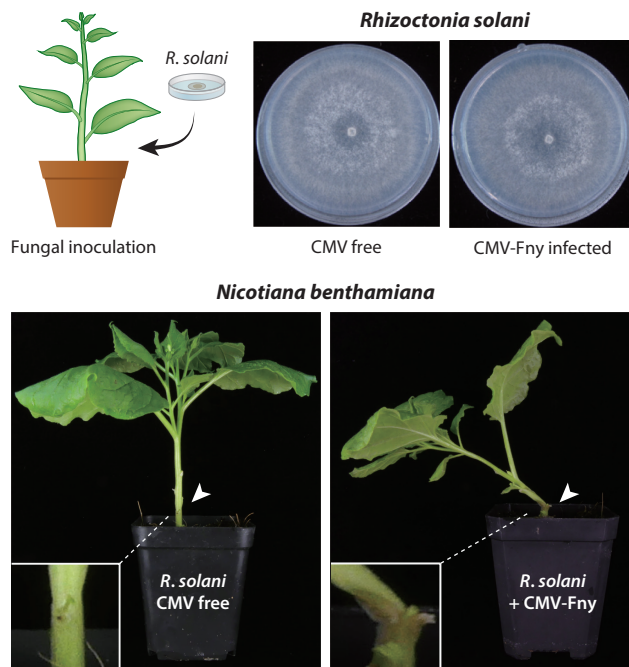 Rhizoctonia solani
R. solani
Fungal inoculation
CMV free
CMV-Fny infected
Nicotiana benthamiana
R. solani
CMV free
R. solani
+ CMV-Fny